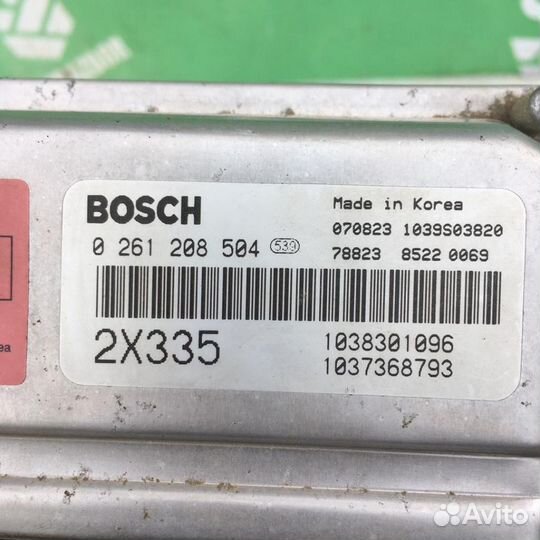 BOSCH
Made in Korea
0 261 208 504 539
070823 1039S03820
78823 8522 0069
2X335
1038301096
1037368793
ea
Avito